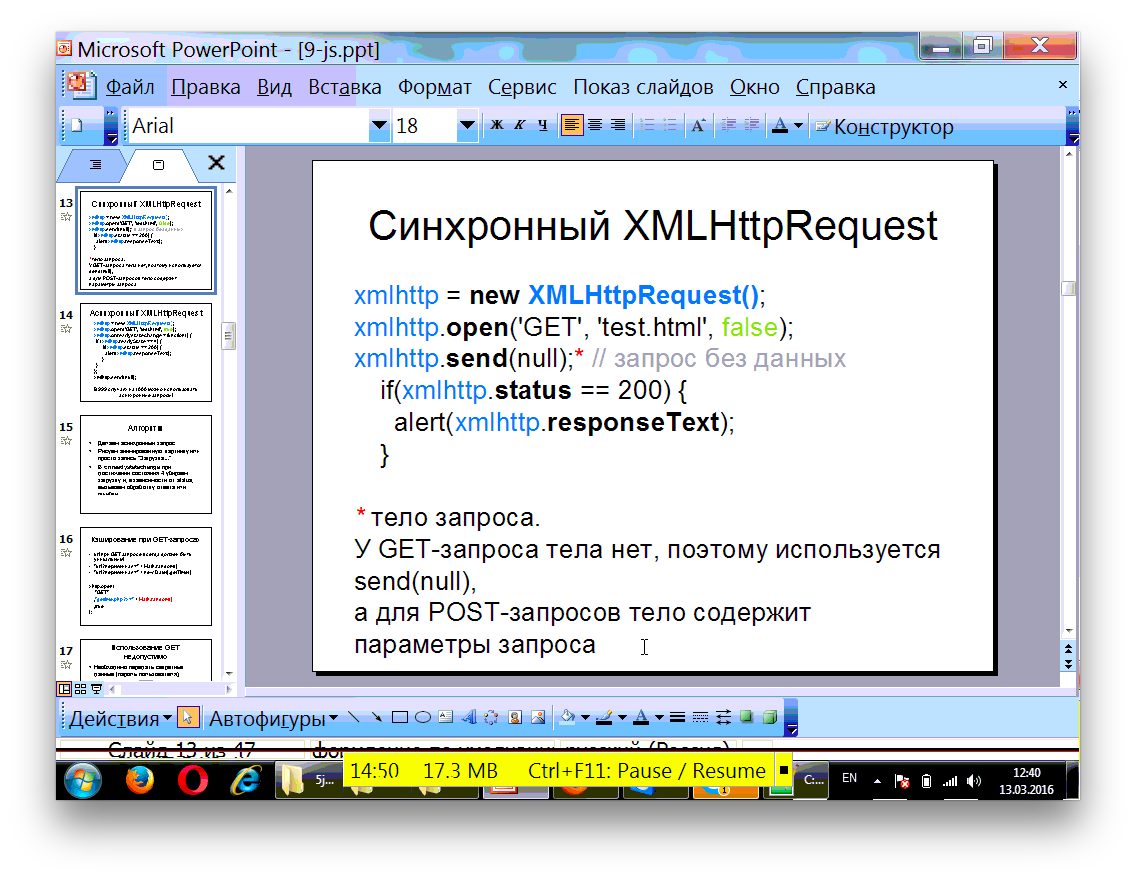 Microsoft PowerPoint - [9-js.ppt]
Файл Правка Вид Вставка Формат Сервис Показ слайдов Окно Справка
Arial 18 Ж К Ч Конструктор
13
Синхронный XMLHttpRequest
14
Асинхронный XMLHttpRequest
15
Алгоритм
16
Кэширование при GET-запросах
17
Использование GET
недопустимо
Синхронный XMLHttpRequest
xmlhttp = new XMLHttpRequest();
xmlhttp.open('GET', 'test.html', false);
xmlhttp.send(null);* // запрос без данных
if(xmlhttp.status == 200) {
alert(xmlhttp.responseText);
}
* тело запроса.
У GET-запроса тела нет, поэтому используется
send(null),
а для POST-запросов тело содержит
параметры запроса
Действия Автофигуры
Слайд 13 из 47 русский (Россия)
14:50 17.3 MB Ctrl+F11: Pause / Resume
5j... C:... EN 12:40
13.03.2016